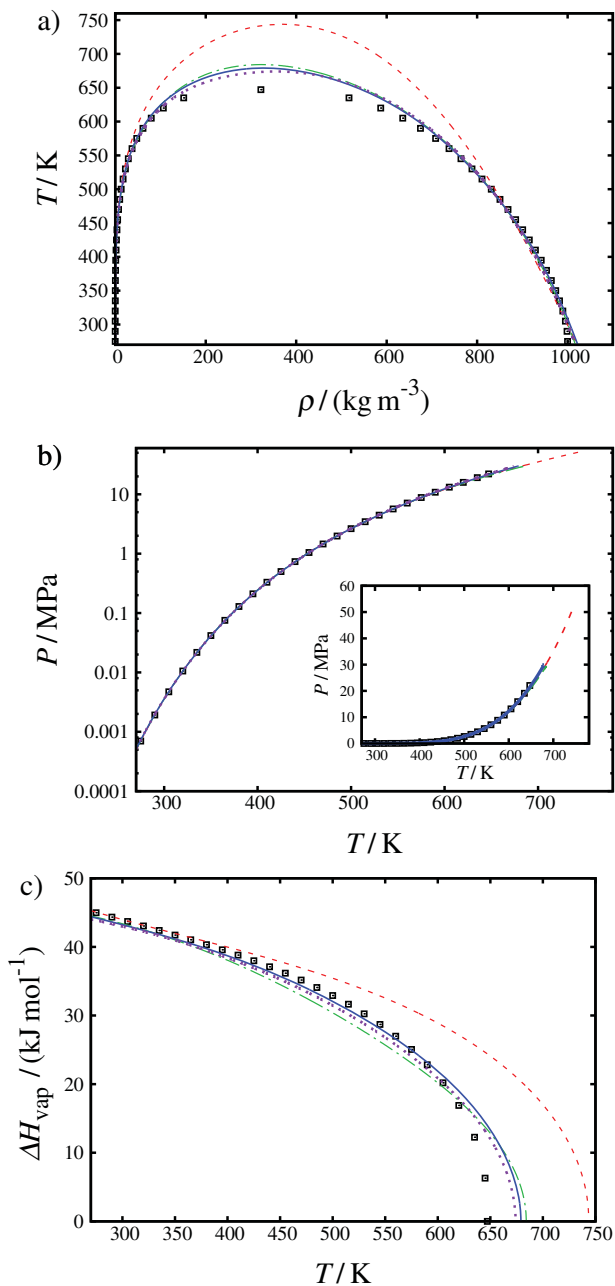 a)
750
700
650
600
550
500
450
400
350
300
T / K
0 200 400 600 800 1000
ρ / (kg m⁻³)
b)
10
1
0.1
0.01
0.001
0.0001
P / MPa
60
50
40
30
20
10
0
P / MPa
300 400 500 600 700
T / K
300 400 500 600 700
T / K
c)
50
40
30
20
10
0
ΔH_vap / (kJ mol⁻¹)
300 350 400 450 500 550 600 650 700 750
T / K